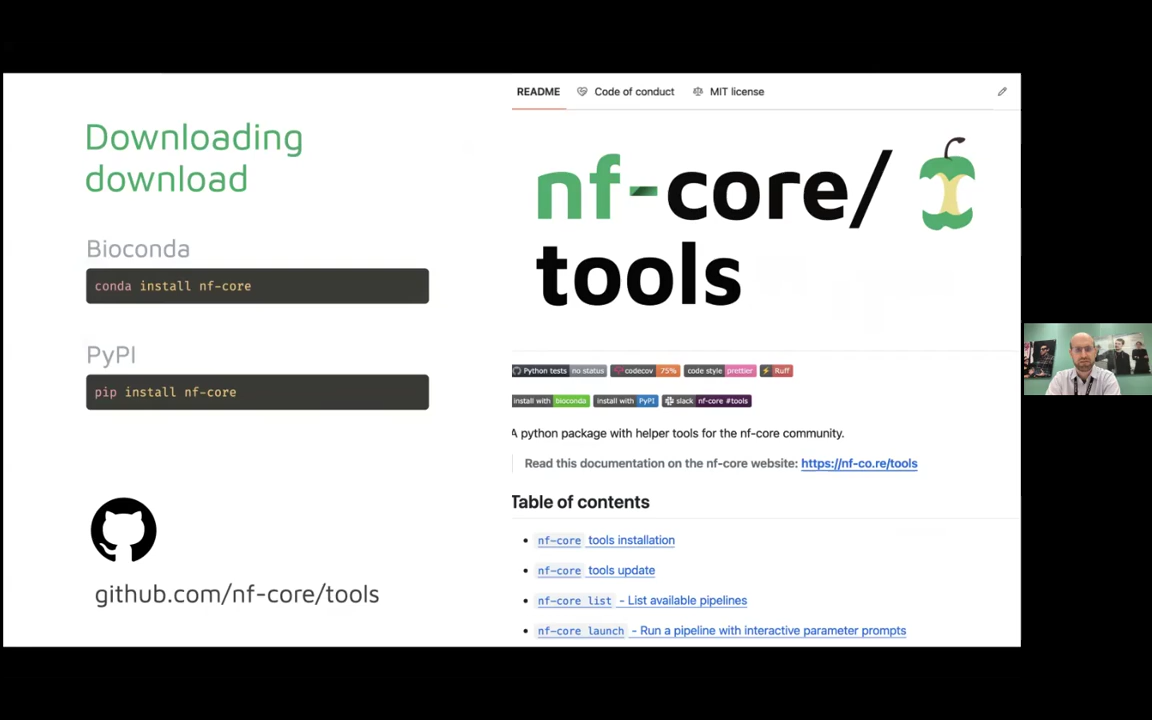 Downloading
download
Bioconda
conda install nf-core
PyPI
pip install nf-core
github.com/nf-core/tools
README Code of conduct MIT license
nf-core/
tools
Python tests no status codecov 75% code style prettier Ruff
install with bioconda install with PyPI slack nf-core #tools
A python package with helper tools for the nf-core community.
Read this documentation on the nf-core website: https://nf-co.re/tools
Table of contents
nf-core tools installation
nf-core tools update
nf-core list - List available pipelines
nf-core launch - Run a pipeline with interactive parameter prompts